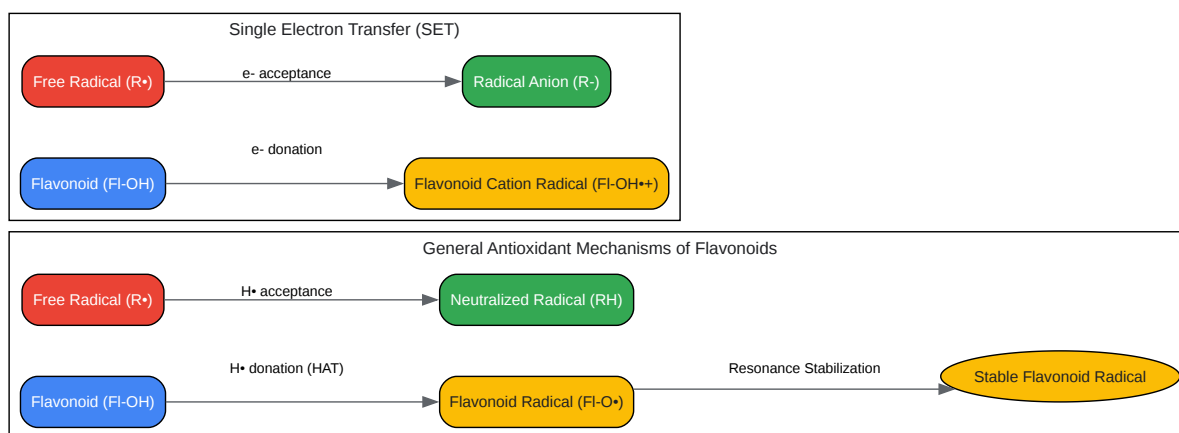 Single Electron Transfer (SET)
Free Radical (R•)
e- acceptance
Radical Anion (R-)
Flavonoid (Fl-OH)
e- donation
Flavonoid Cation Radical (Fl-OH•+)
General Antioxidant Mechanisms of Flavonoids
Free Radical (R•)
H• acceptance
Neutralized Radical (RH)
Flavonoid (Fl-OH)
H• donation (HAT)
Flavonoid Radical (Fl-O•)
Resonance Stabilization
Stable Flavonoid Radical